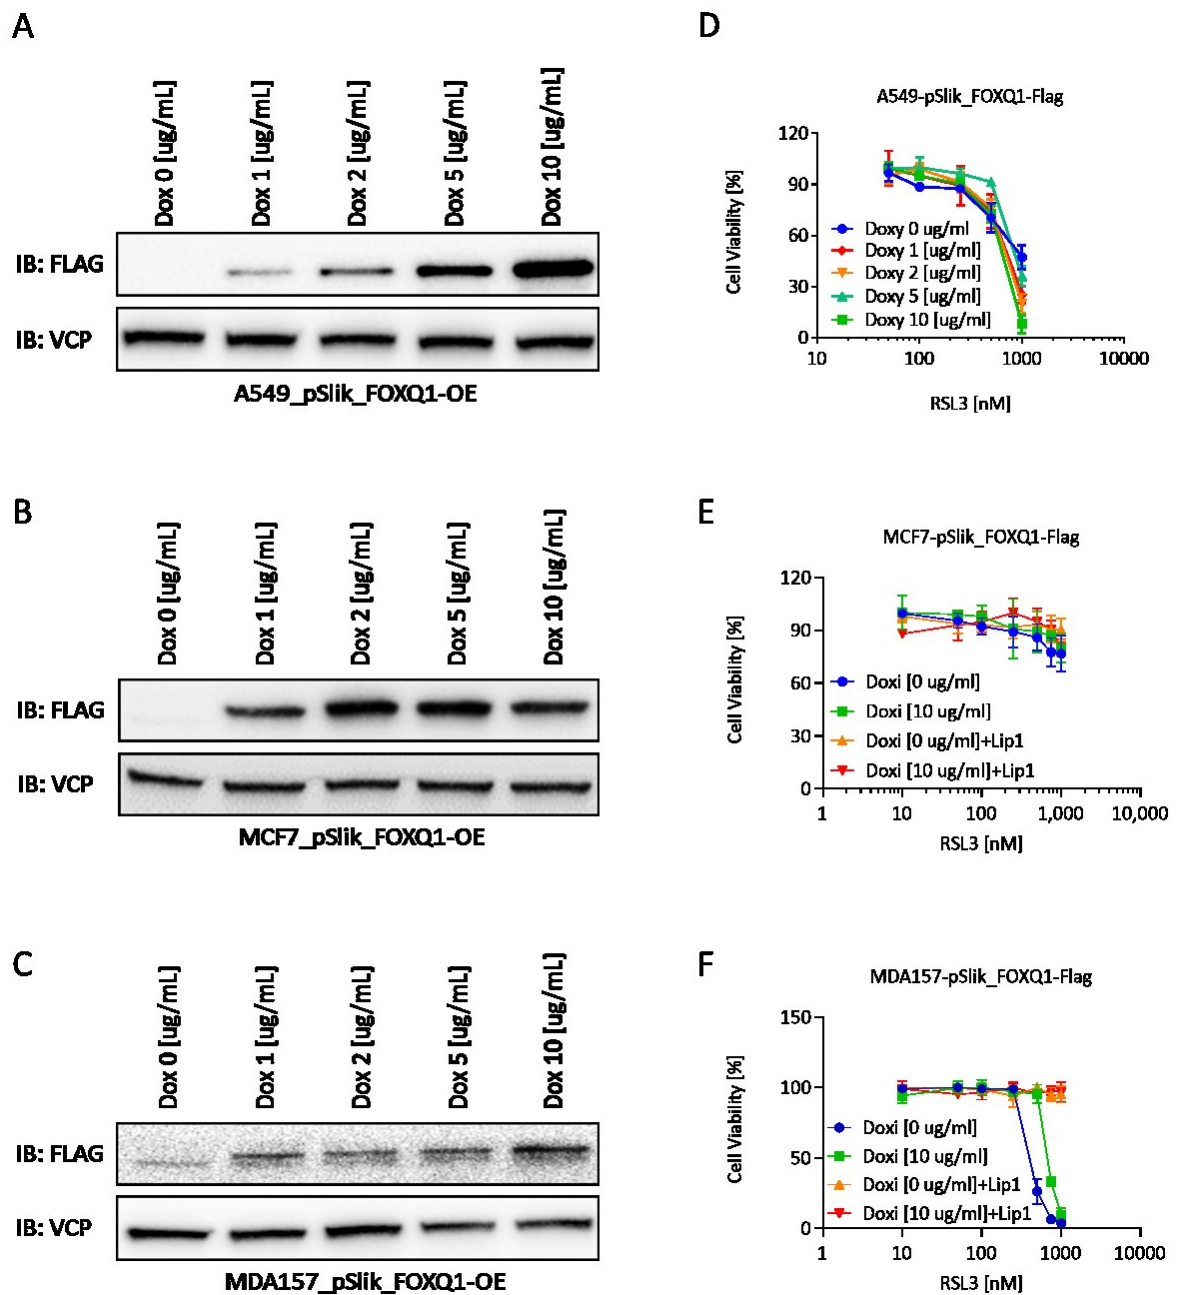 A
Dox 0 [ug/mL]
Dox 1 [ug/mL]
Dox 2 [ug/mL]
Dox 5 [ug/mL]
Dox 10 [ug/mL]
IB: FLAG
IB: VCP
A549_pSlik_FOXQ1-OE
D
A549-pSlik_FOXQ1-Flag
Cell Viability [%]
120
90
60
30
0
Doxy 0 ug/ml
Doxy 1 [ug/ml]
Doxy 2 [ug/ml]
Doxy 5 [ug/ml]
Doxy 10 [ug/ml]
10
100
1000
10000
RSL3 [nM]
B
Dox 0 [ug/mL]
Dox 1 [ug/mL]
Dox 2 [ug/mL]
Dox 5 [ug/mL]
Dox 10 [ug/mL]
IB: FLAG
IB: VCP
MCF7_pSlik_FOXQ1-OE
E
MCF7-pSlik_FOXQ1-Flag
Cell Viability [%]
120
90
60
30
0
Doxi [0 ug/ml]
Doxi [10 ug/ml]
Doxi [0 ug/ml]+Lip1
Doxi [10 ug/ml]+Lip1
1
10
100
1,000
10,000
RSL3 [nM]
C
Dox 0 [ug/mL]
Dox 1 [ug/mL]
Dox 2 [ug/mL]
Dox 5 [ug/mL]
Dox 10 [ug/mL]
IB: FLAG
IB: VCP
MDA157_pSlik_FOXQ1-OE
F
MDA157-pSlik_FOXQ1-Flag
Cell Viability [%]
150
100
50
0
Doxi [0 ug/ml]
Doxi [10 ug/ml]
Doxi [0 ug/ml]+Lip1
Doxi [10 ug/ml]+Lip1
1
10
100
1000
10000
RSL3 [nM]